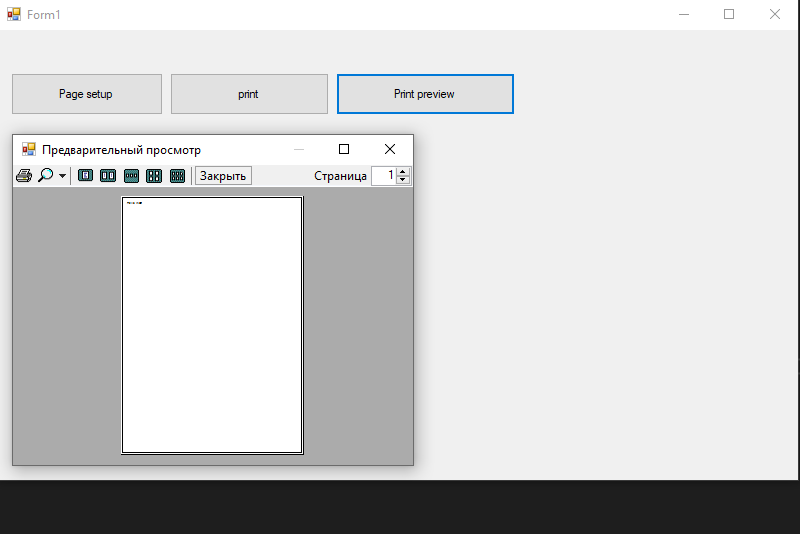 Form1
Page setup
print
Print preview
Предварительный просмотр
Закрыть
Страница
1